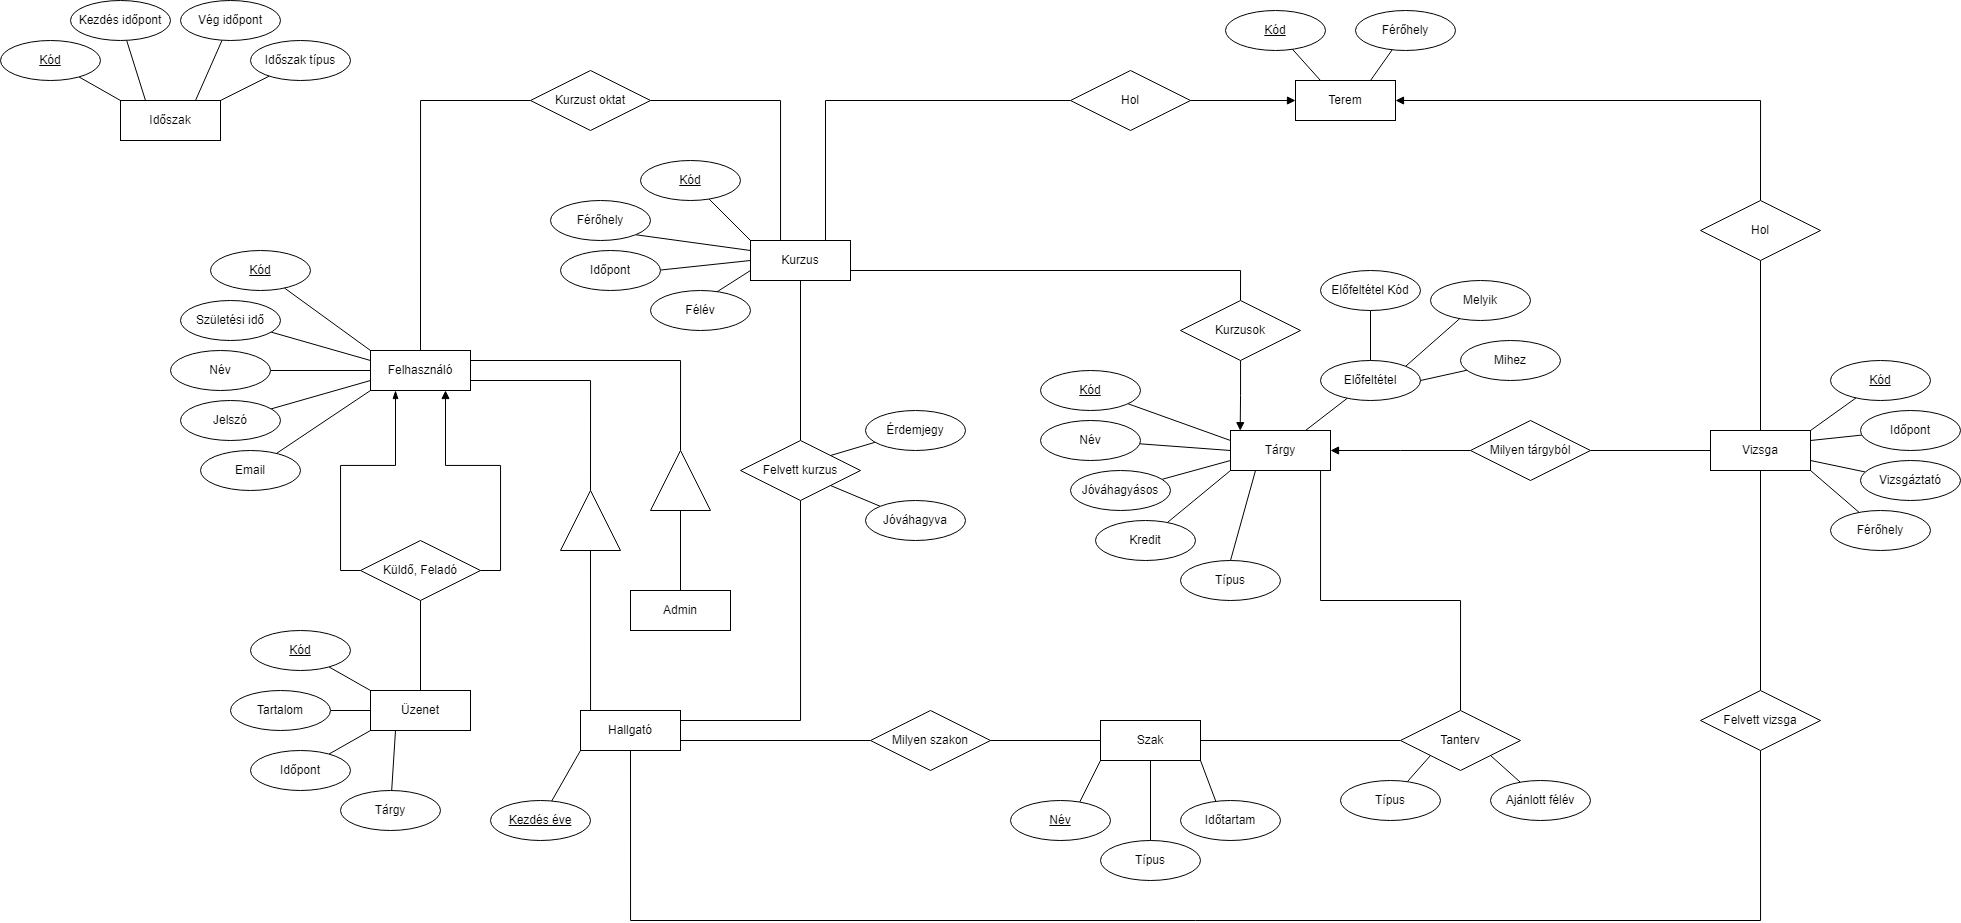 Kezdés időpont
Vég időpont
Kód
Időszak típus
Időszak
Kurzust oktat
Hol
Kód
Férőhely
Terem
Kód
Férőhely
Időpont
Félév
Kurzus
Hol
Kód
Születési idő
Név
Jelszó
Email
Felhasználó
Kurzusok
Előfeltétel Kód
Melyik
Mihez
Előfeltétel
Kód
Név
Jóváhagyásos
Kredit
Típus
Tárgy
Milyen tárgyból
Vizsga
Kód
Időpont
Vizsgáztató
Férőhely
Érdemjegy
Felvett kurzus
Jóváhagyva
Küldő, Feladó
Admin
Kód
Tartalom
Időpont
Tárgy
Üzenet
Hallgató
Kezdés éve
Milyen szakon
Szak
Név
Típus
Időtartam
Tanterv
Típus
Ajánlott félév
Felvett vizsga